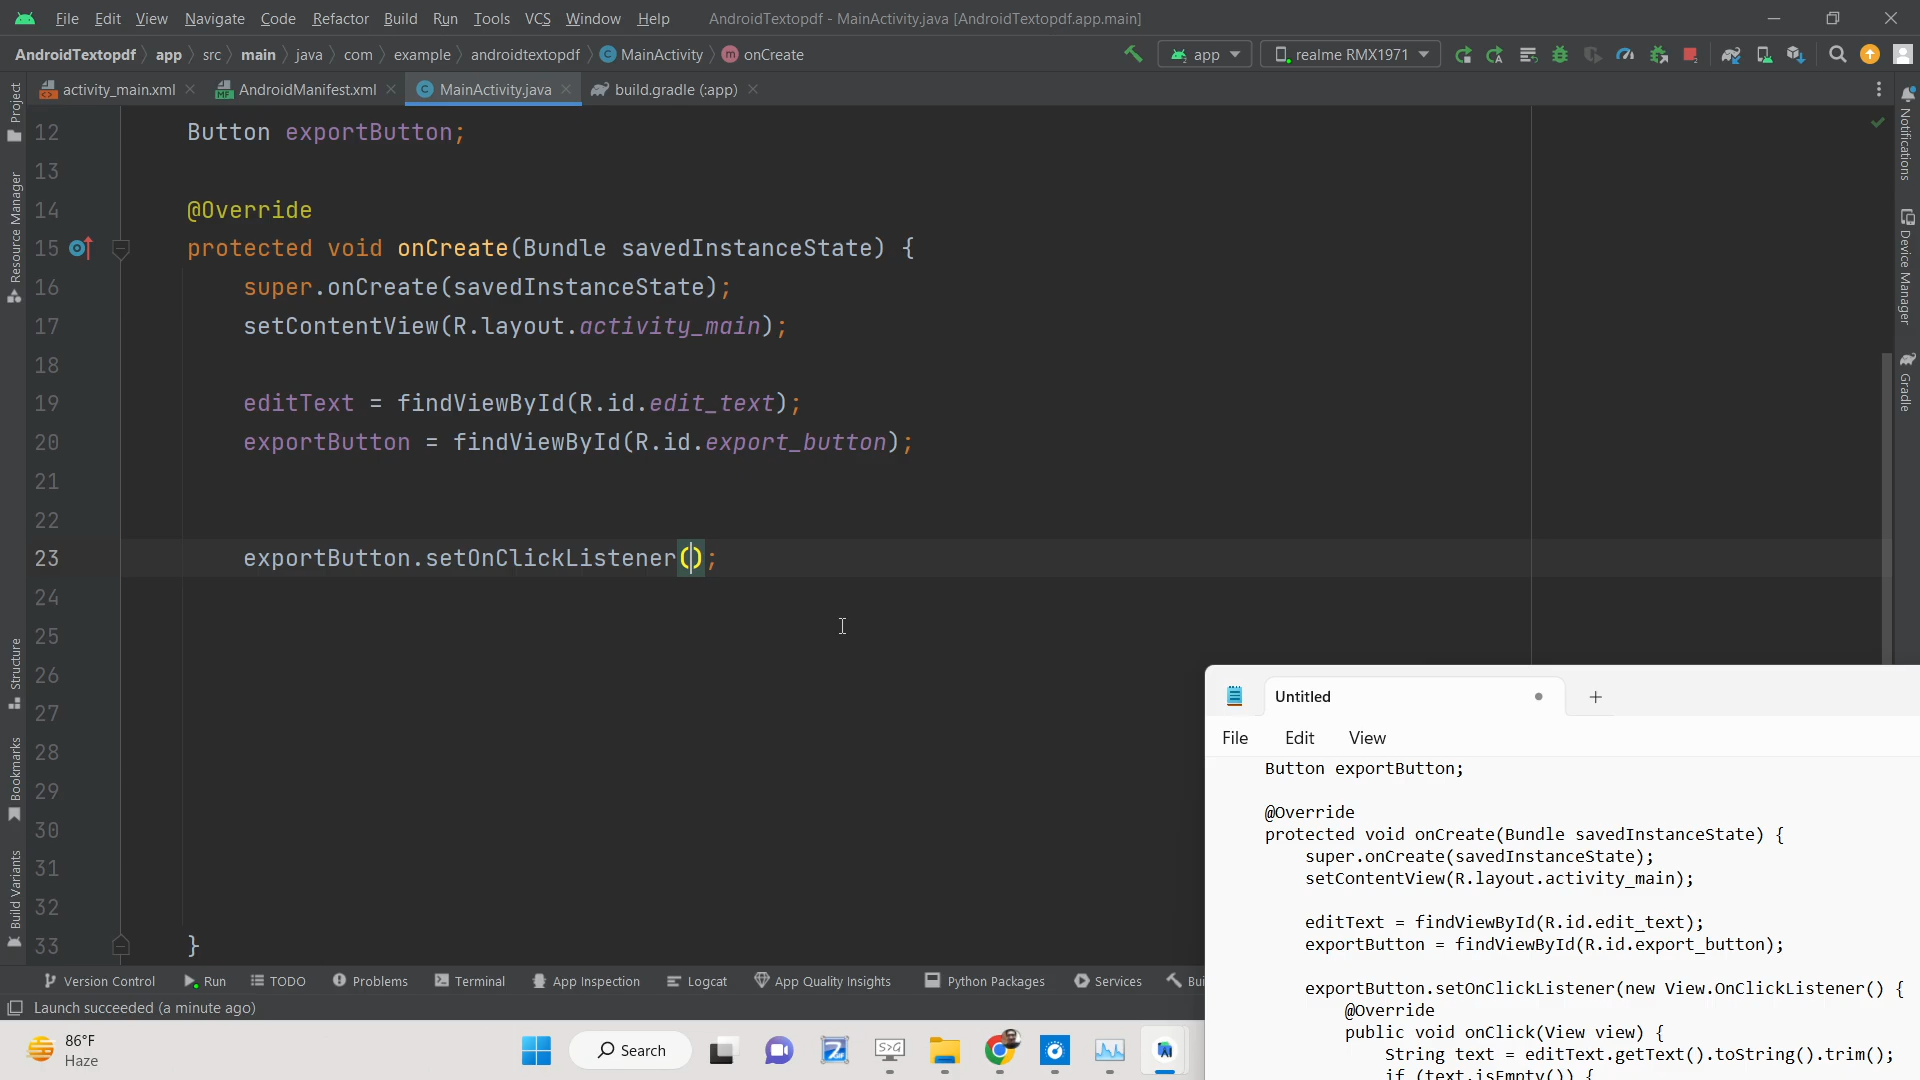 File Edit View Navigate Code Refactor Build Run Tools VCS Window Help AndroidTextopdf - MainActivity.java [AndroidTextopdf.app.main]
AndroidTextopdf app src main java com example androidtextopdf MainActivity onCreate app realme RMX1971
activity_main.xml AndroidManifest.xml MainActivity.java build.gradle (:app)
Project
Resource Manager
Structure
Bookmarks
Build Variants
12 Button exportButton;
13
14 @Override
15 protected void onCreate(Bundle savedInstanceState) {
16 super.onCreate(savedInstanceState);
17 setContentView(R.layout.activity_main);
18
19 editText = findViewById(R.id.edit_text);
20 exportButton = findViewById(R.id.export_button);
21
22
23 exportButton.setOnClickListener();
24
25
26
27
28
29
30
31
32
33 }
Notifications
Device Manager
Gradle
Untitled
File Edit View
Button exportButton;
@Override
protected void onCreate(Bundle savedInstanceState) {
super.onCreate(savedInstanceState);
setContentView(R.layout.activity_main);
editText = findViewById(R.id.edit_text);
exportButton = findViewById(R.id.export_button);
exportButton.setOnClickListener(new View.OnClickListener() {
@Override
public void onClick(View view) {
String text = editText.getText().toString().trim();
if (text.isEmpty()) {
Version Control Run TODO Problems Terminal App Inspection Logcat App Quality Insights Python Packages Services Bui
Launch succeeded (a minute ago)
86°F
Haze
Search